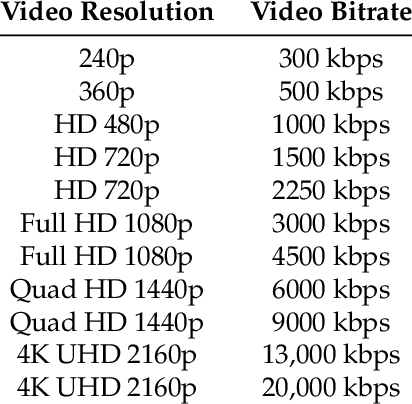 Video Resolution Video Bitrate
240p 300 kbps
360p 500 kbps
HD 480p 1000 kbps
HD 720p 1500 kbps
HD 720p 2250 kbps
Full HD 1080p 3000 kbps
Full HD 1080p 4500 kbps
Quad HD 1440p 6000 kbps
Quad HD 1440p 9000 kbps
4K UHD 2160p 13,000 kbps
4K UHD 2160p 20,000 kbps